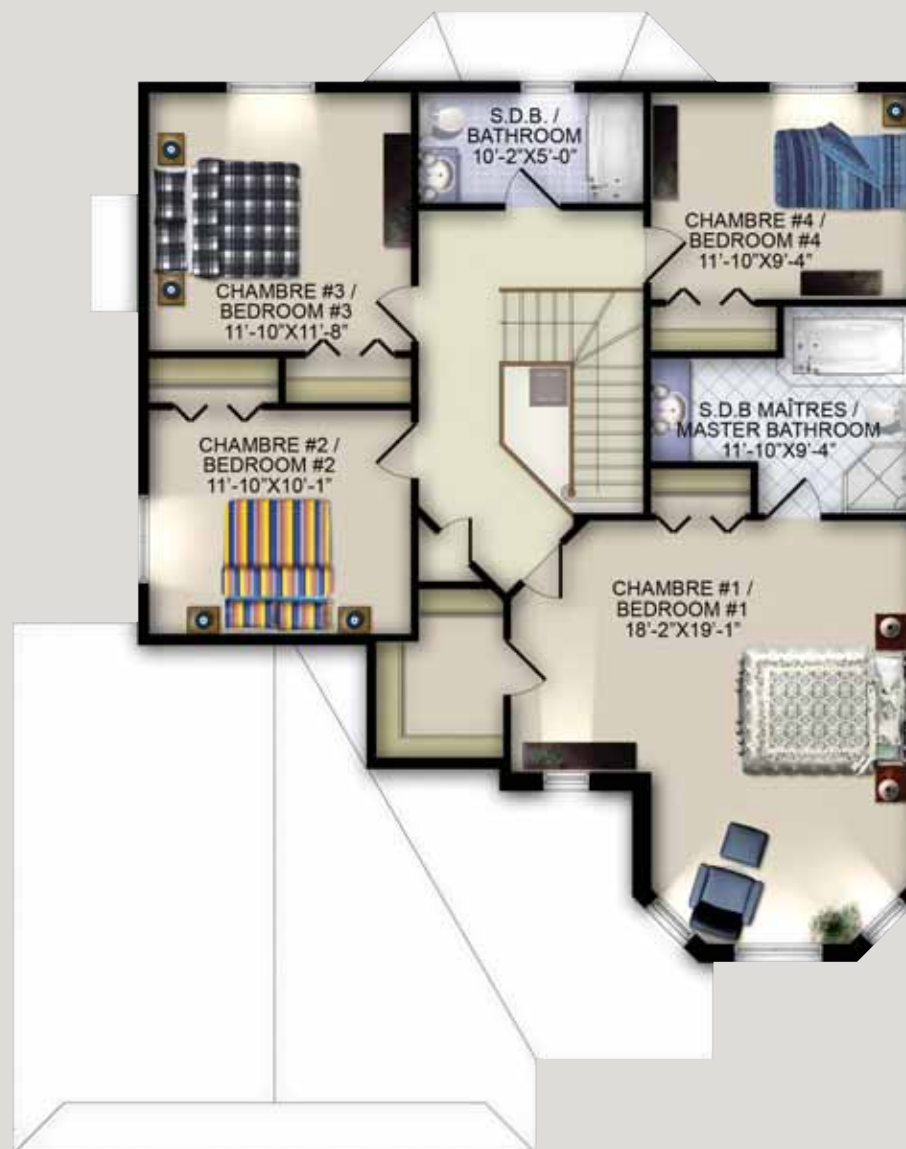 S.D.B. /
BATHROOM
10'-2"X5'-0"
CHAMBRE #4 /
BEDROOM #4
11'-10"X9'-4"
CHAMBRE #3 /
BEDROOM #3
11'-10"X11'-8"
S.D.B MAÎTRES /
MASTER BATHROOM
11'-10"X9'-4"
CHAMBRE #2 /
BEDROOM #2
11'-10"X10'-1"
CHAMBRE #1 /
BEDROOM #1
18'-2"X19'-1"